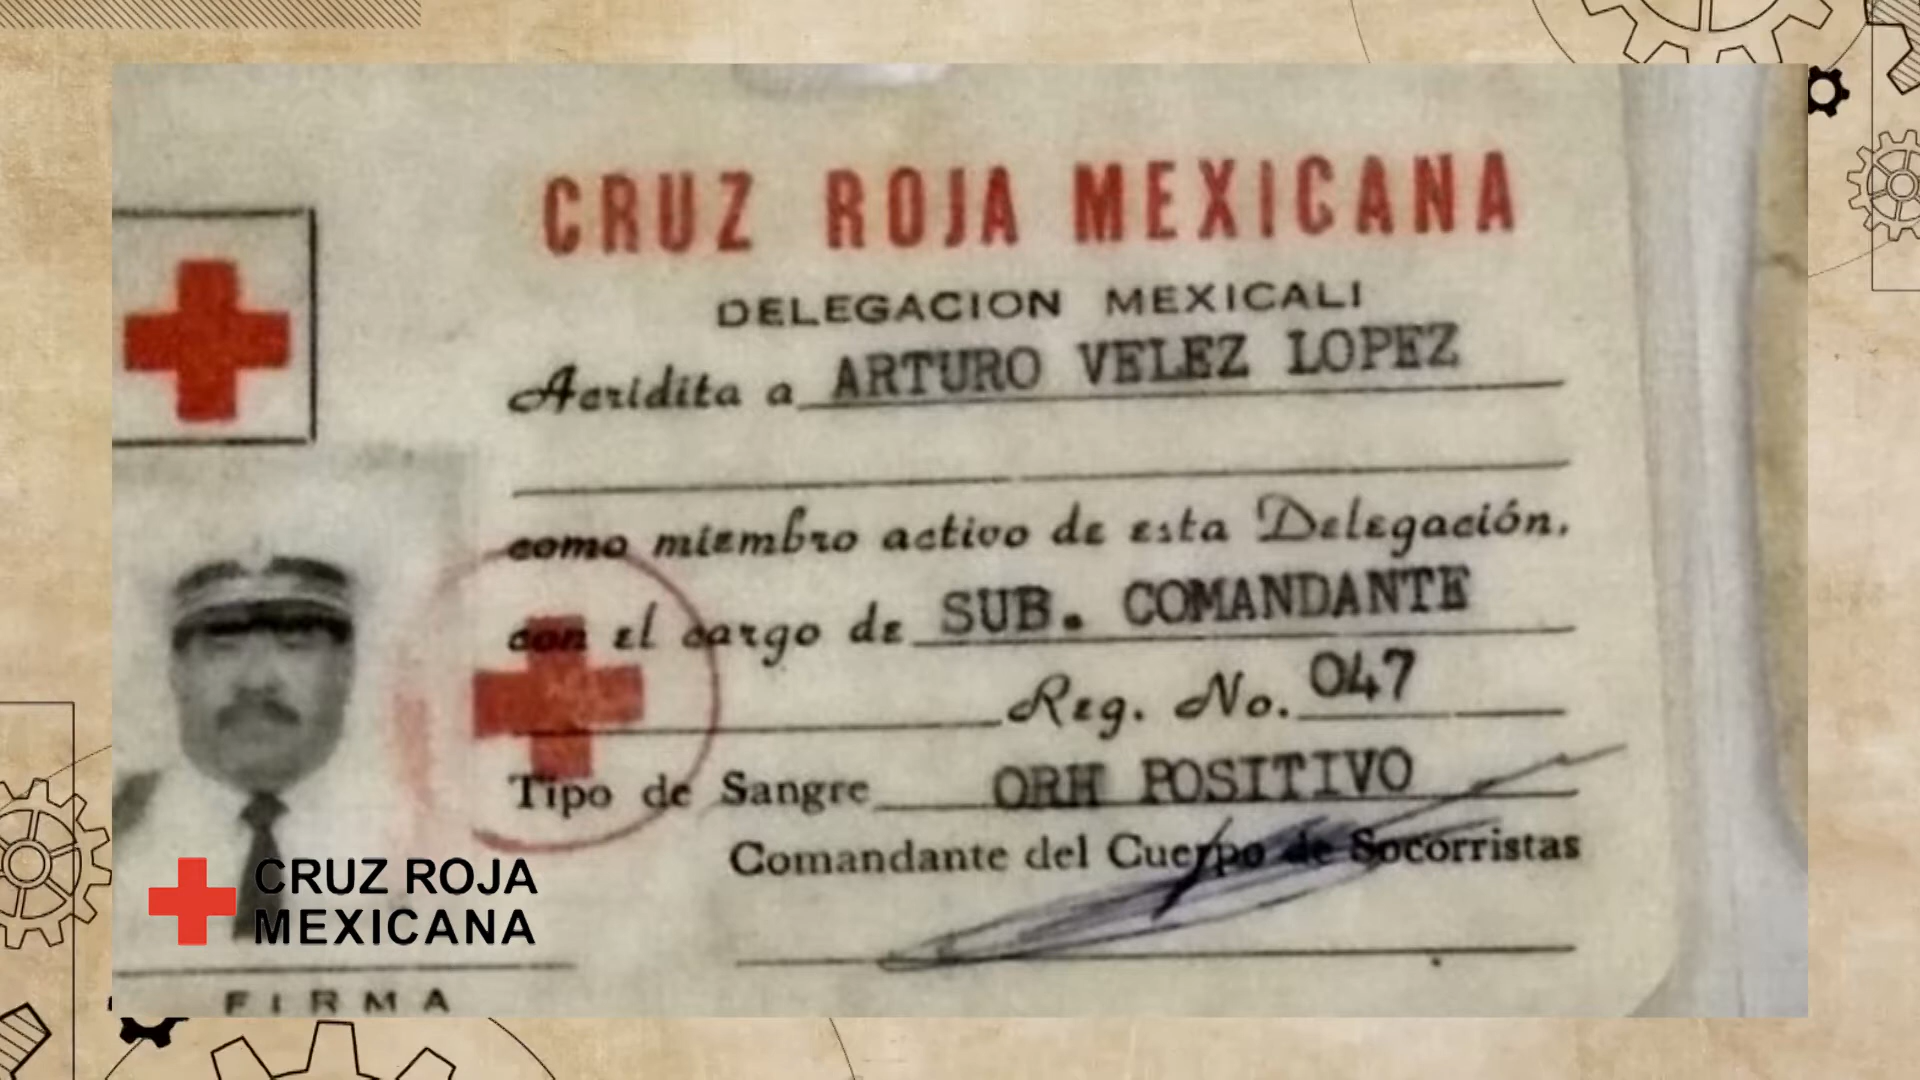 CRUZ ROJA MEXICANA
DELEGACION MEXICALI
Acridita a ARTURO VELEZ LOPEZ
como miembro activo de esta Delegación.
con el cargo de SUB. COMANDANTE
Reg. No. 047
Tipo de Sangre ORH POSITIVO
Comandante del Cuerpo de Socorristas
CRUZ ROJA
MEXICANA
FIRMA